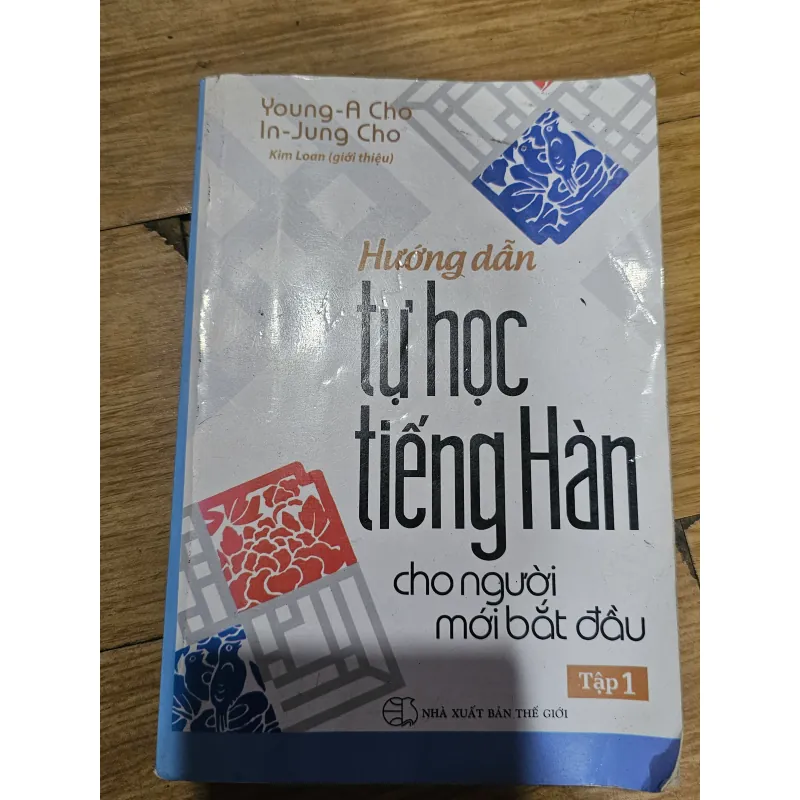 Young-A Cho
In-Jung Cho
Kim Loan (giới thiệu)
Hướng dẫn
tự học
tiếng Hàn
cho người
mới bắt đầu
Tập 1
NHÀ XUẤT BẢN THẾ GIỚI